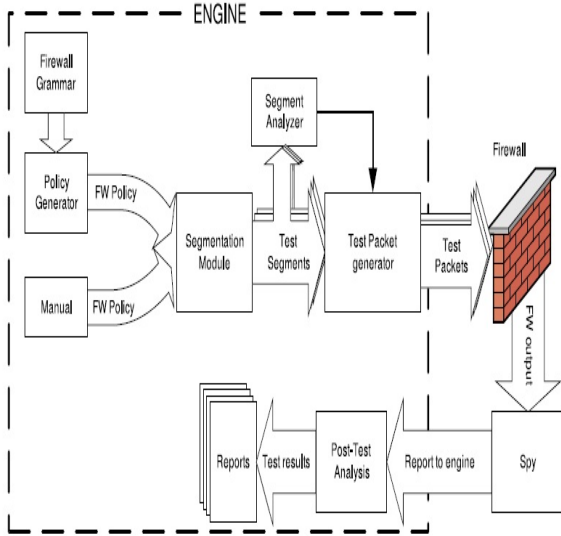 ENGINE
Firewall
Grammar
Segment
Analyzer
Firewall
Policy
Generator
FW Policy
Segmentation
Module
Test
Segments
Test Packet
generator
Test
Packets
Manual
FW Policy
FW output
Reports
Test results
Post-Test
Analysis
Report to engine
Spy